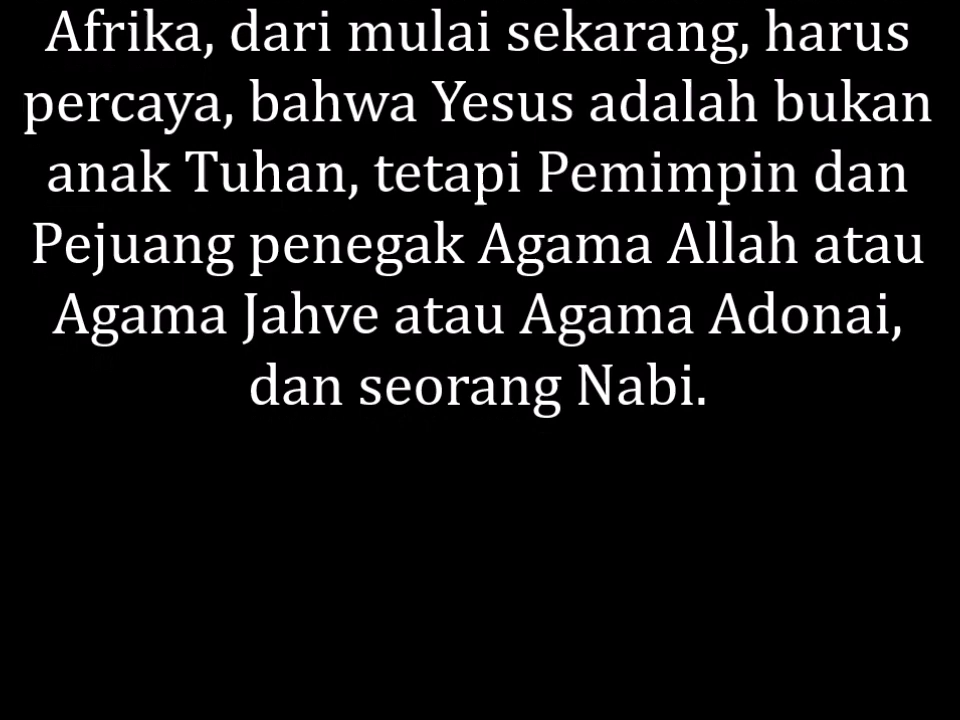 Afrika, dari mulai sekarang, harus
percaya, bahwa Yesus adalah bukan
anak Tuhan, tetapi Pemimpin dan
Pejuang penegak Agama Allah atau
Agama Jahve atau Agama Adonai,
dan seorang Nabi.